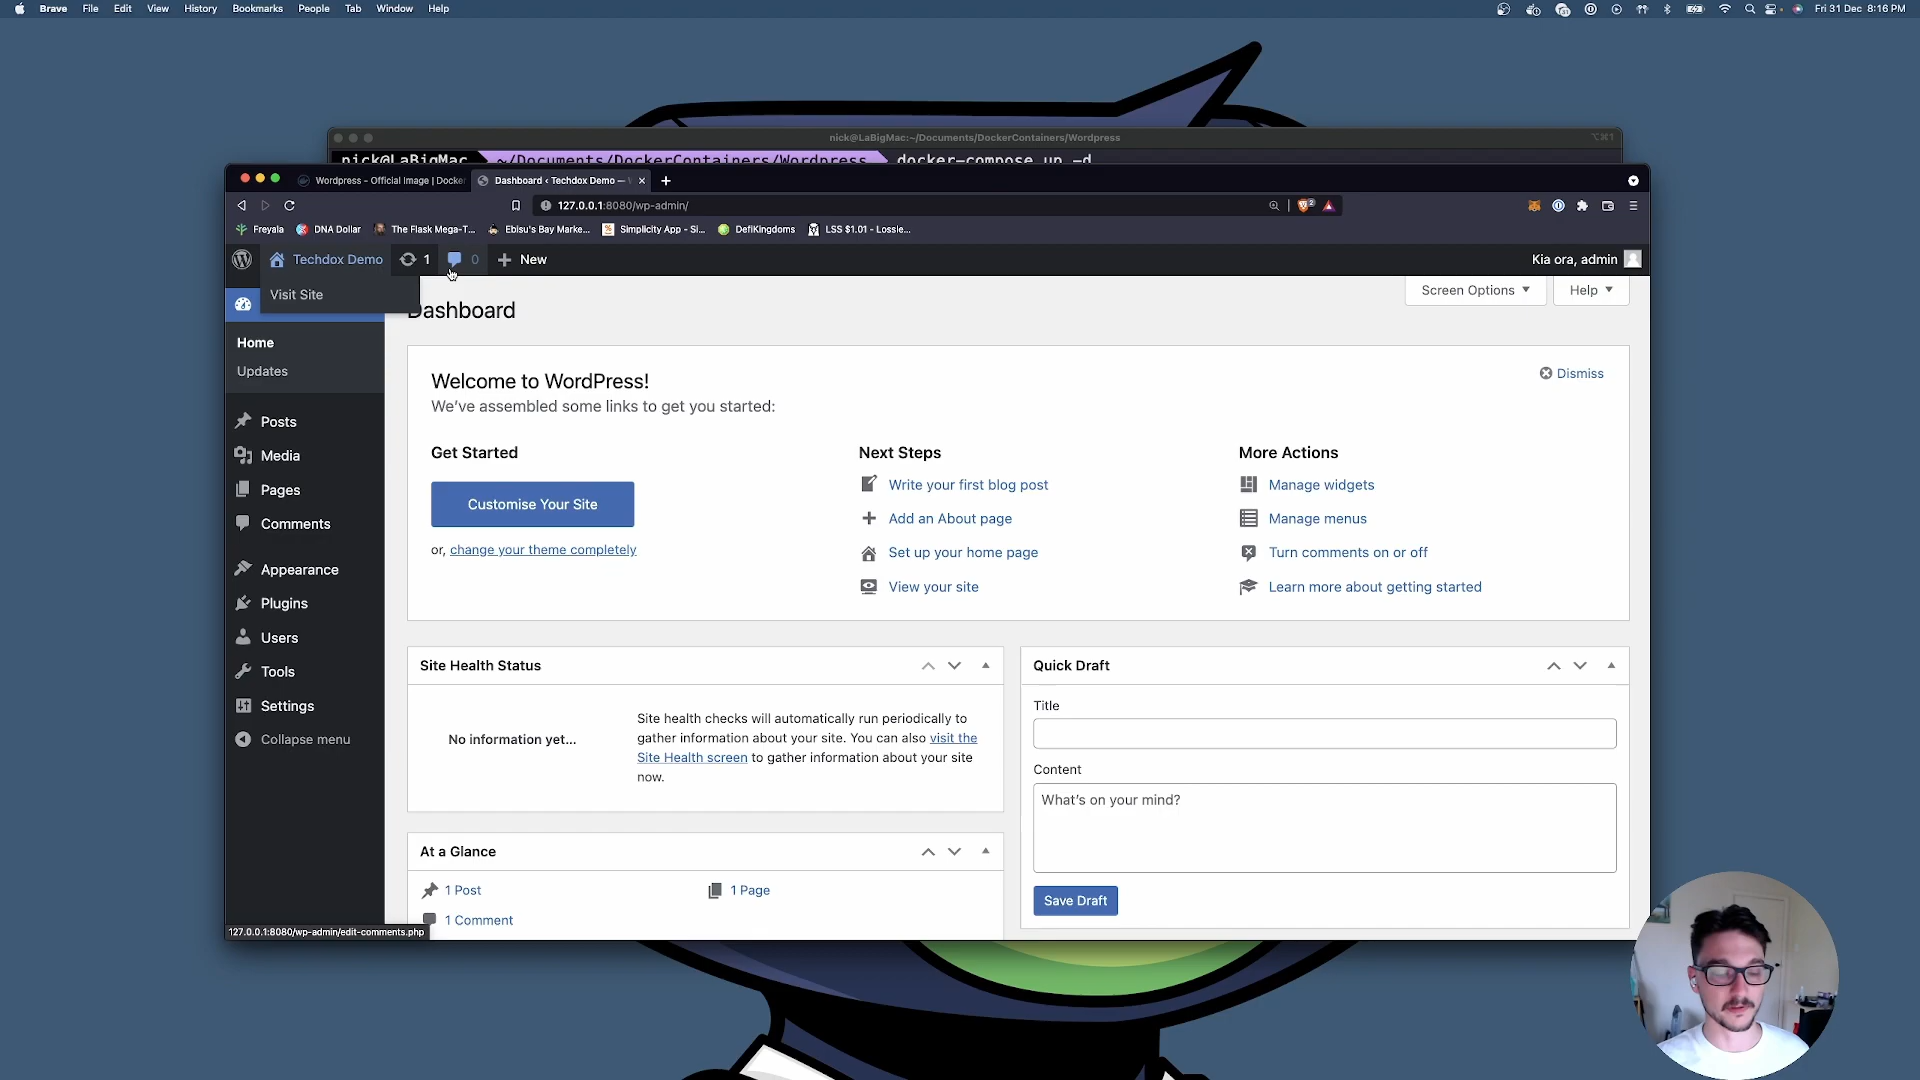 Brave File Edit View History Bookmarks People Tab Window Help
Fri 31 Dec 8:16 PM
nick@LaBigMac:~/Documents/DockerContainers/Wordpress
⌥⌘1
nick@LaBigMac ~/Documents/DockerContainers/Wordpress docker-compose up -d
Wordpress - Official Image | Docker
Dashboard ‹ Techdox Demo —
127.0.0.1:8080/wp-admin/
2
Freyala
DNA Dollar
The Flask Mega-T...
Ebisu's Bay Marke...
Simplicity App - Si...
DefiKingdoms
LSS $1.01 - Lossle...
Techdox Demo
1
0
New
Kia ora, admin
Visit Site
Screen Options
Help
Dashboard
Home
Updates
Posts
Media
Pages
Comments
Appearance
Plugins
Users
Tools
Settings
Collapse menu
Welcome to WordPress!
Dismiss
We've assembled some links to get you started:
Get Started
Customise Your Site
or, change your theme completely
Next Steps
Write your first blog post
Add an About page
Set up your home page
View your site
More Actions
Manage widgets
Manage menus
Turn comments on or off
Learn more about getting started
Site Health Status
No information yet...
Site health checks will automatically run periodically to
gather information about your site. You can also visit the
Site Health screen to gather information about your site
now.
At a Glance
1 Post
1 Page
1 Comment
Quick Draft
Title
Content
What's on your mind?
Save Draft
127.0.0.1:8080/wp-admin/edit-comments.php